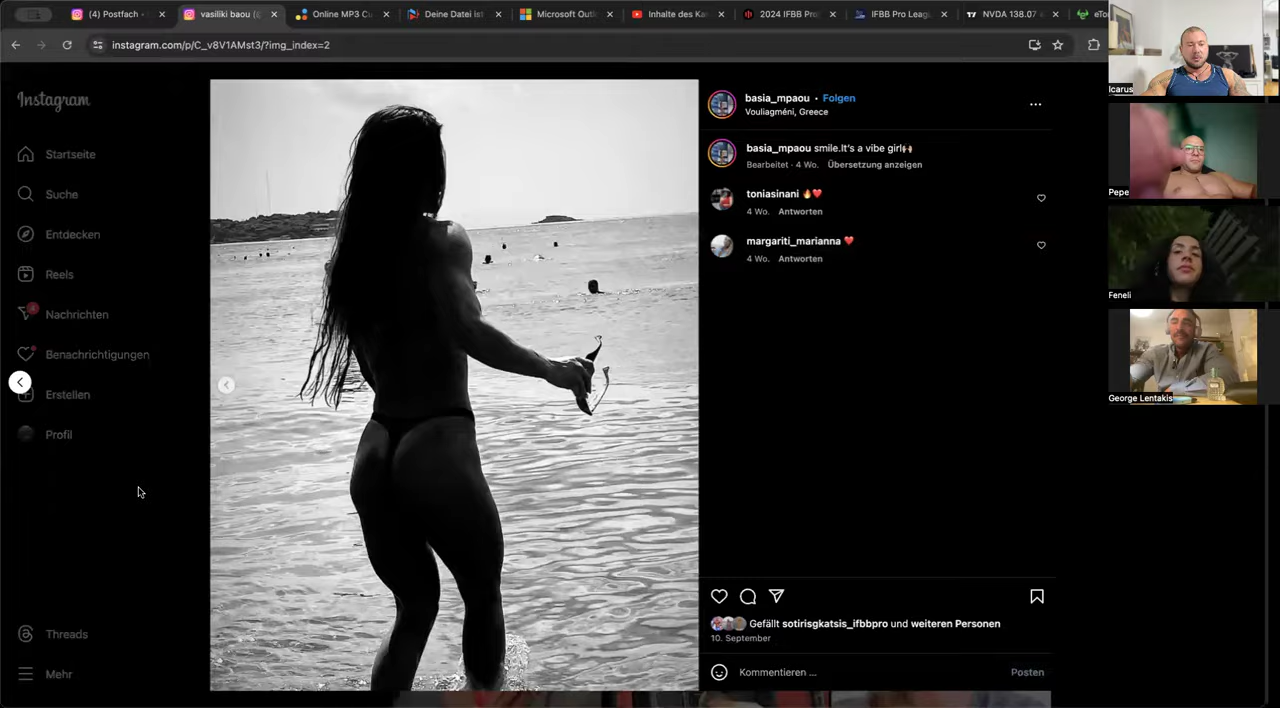 (4) Postfach •
vasiliki baou (@
Online MP3 Cu
Deine Datei ist
Microsoft Outl
Inhalte des Ka
2024 IFBB Pro
IFBB Pro Leag
NVDA 138.07
eTo
instagram.com/p/C_v8V1AMst3/?img_index=2
Instagram
Startseite
Suche
Entdecken
Reels
4
Nachrichten
Benachrichtigungen
Erstellen
Profil
Threads
Mehr
basia_mpaou • Folgen
Vouliagméni, Greece
basia_mpaou smile.It's a vibe girl
Bearbeitet · 4 Wo. Übersetzung anzeigen
toniasinani 🔥❤️
4 Wo. Antworten
margariti_marianna ❤️
4 Wo. Antworten
Gefällt sotirisgkatsis_ifbbpro und weiteren Personen
10. September
Kommentieren ...
Posten
Icarus
Pepe
Feneli
George Lentakis